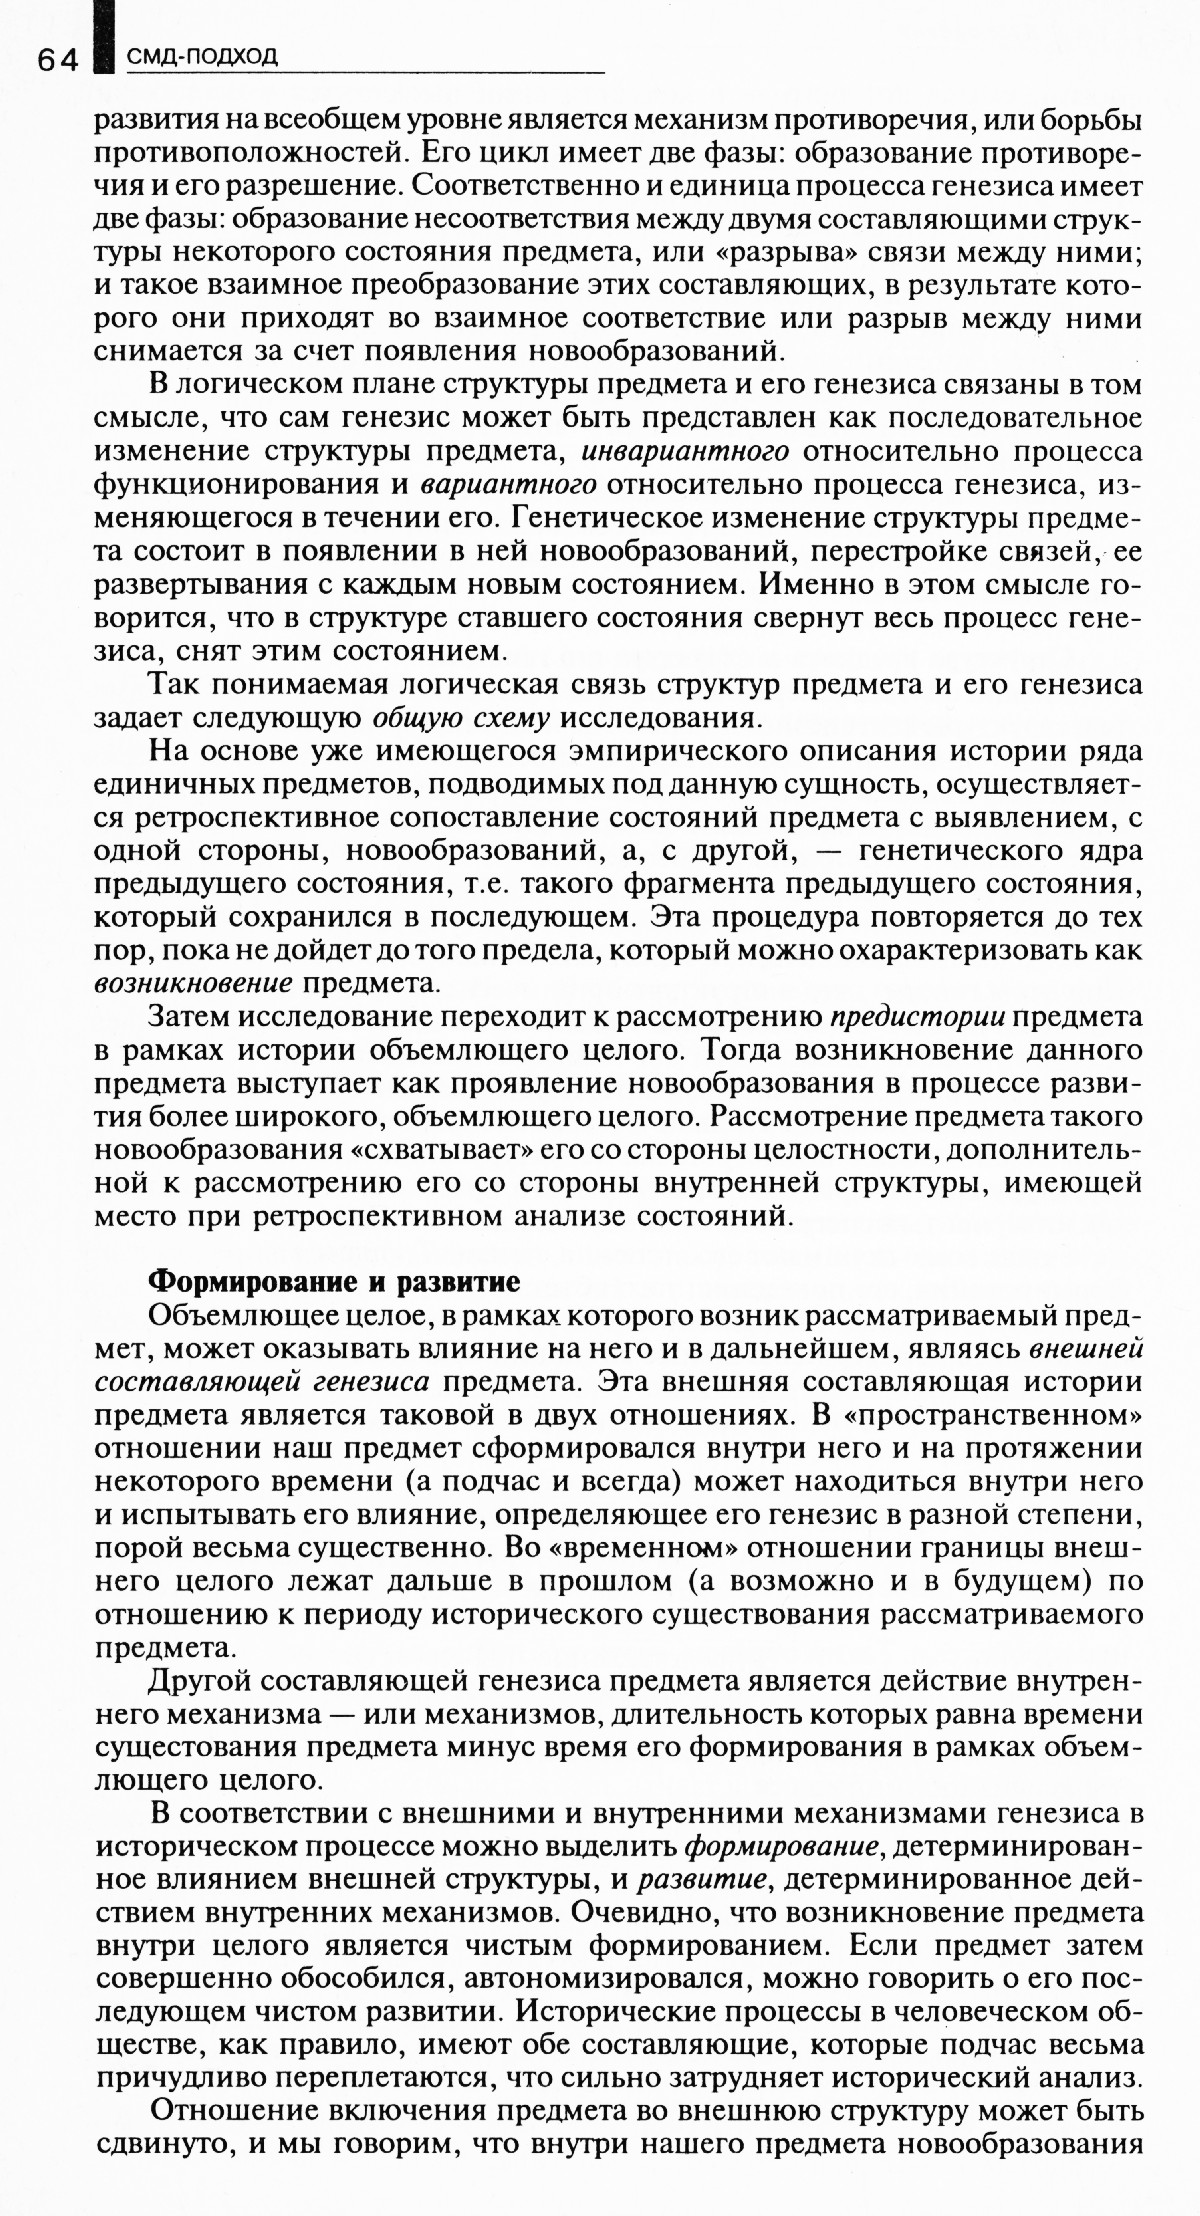 64
СМД-ПОДХОД
развития на всеобщем уровне является механизм противоречия, или борьбы
противоположностей. Его цикл имеет две фазы: образование противоре-
чия и его разрешение. Соответственно и единица процесса генезиса имеет
две фазы: образование несоответствия между двумя составляющими струк-
туры некоторого состояния предмета, или «разрыва» связи между ними;
и такое взаимное преобразование этих составляющих, в результате кото-
рого они приходят во взаимное соответствие или разрыв между ними
снимается за счет появления новообразований.
В логическом плане структуры предмета и его генезиса связаны в том
смысле, что сам генезис может быть представлен как последовательное
изменение структуры предмета, инвариантного относительно процесса
функционирования и вариантного относительно процесса генезиса, из-
меняющегося в течении его. Генетическое изменение структуры предме-
та состоит в появлении в ней новообразований, перестройке связей, ее
развертывания с каждым новым состоянием. Именно в этом смысле го-
ворится, что в структуре ставшего состояния свернут весь процесс гене-
зиса, снят этим состоянием.
Так понимаемая логическая связь структур предмета и его генезиса
задает следующую общую схему исследования.
На основе уже имеющегося эмпирического описания истории ряда
единичных предметов, подводимых под данную сущность, осуществляет-
ся ретроспективное сопоставление состояний предмета с выявлением, с
одной стороны, новообразований, а, с другой, — генетического ядра
предыдущего состояния, т.е. такого фрагмента предыдущего состояния,
который сохранился в последующем. Эта процедура повторяется до тех
пор, пока не дойдет до того предела, который можно охарактеризовать как
возникновение предмета.
Затем исследование переходит к рассмотрению предистории предмета
в рамках истории объемлющего целого. Тогда возникновение данного
предмета выступает как проявление новообразования в процессе разви-
тия более широкого, объемлющего целого. Рассмотрение предмета такого
новообразования «схватывает» его со стороны целостности, дополнитель-
ной к рассмотрению его со стороны внутренней структуры, имеющей
место при ретроспективном анализе состояний.
Формирование и развитие
Объемлющее целое, в рамках которого возник рассматриваемый пред-
мет, может оказывать влияние на него и в дальнейшем, являясь внешней
составляющей генезиса предмета. Эта внешняя составляющая истории
предмета является таковой в двух отношениях. В «пространственном»
отношении наш предмет сформировался внутри него и на протяжении
некоторого времени (а подчас и всегда) может находиться внутри него
и испытывать его влияние, определяющее его генезис в разной степени,
порой весьма существенно. Во «временном» отношении границы внеш-
него целого лежат дальше в прошлом (а возможно и в будущем) по
отношению к периоду исторического существования рассматриваемого
предмета.
Другой составляющей генезиса предмета является действие внутрен-
него механизма — или механизмов, длительность которых равна времени
сущестования предмета минус время его формирования в рамках объем-
лющего целого.
В соответствии с внешними и внутренними механизмами генезиса в
историческом процессе можно выделить формирование, детерминирован-
ное влиянием внешней структуры, и развитие, детерминированное дей-
ствием внутренних механизмов. Очевидно, что возникновение предмета
внутри целого является чистым формированием. Если предмет затем
совершенно обособился, автономизировался, можно говорить о его пос-
ледующем чистом развитии. Исторические процессы в человеческом об-
ществе, как правило, имеют обе составляющие, которые подчас весьма
причудливо переплетаются, что сильно затрудняет исторический анализ.
Отношение включения предмета во внешнюю структуру может быть
сдвинуто, и мы говорим, что внутри нашего предмета новообразования